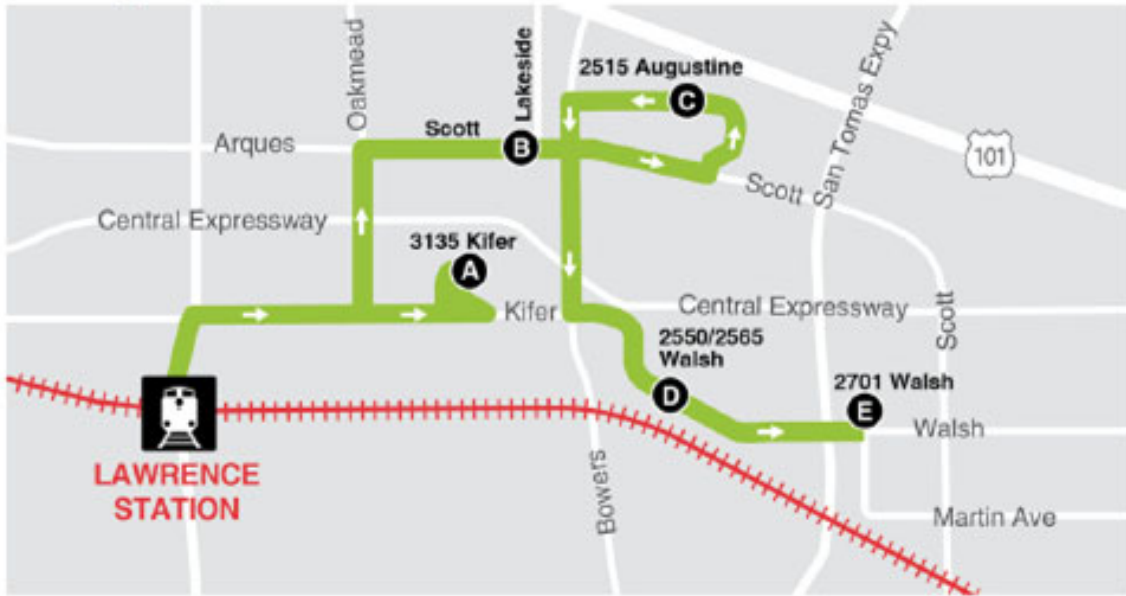 Oakmead
Lakeside
2515 Augustine
C
San Tomas Expy
101
Arques
Scott
B
Scott
Central Expressway
3135 Kifer
A
Kifer
Central Expressway
Scott
2550/2565
Walsh
D
2701 Walsh
E
Walsh
LAWRENCE
STATION
Bowers
Martin Ave